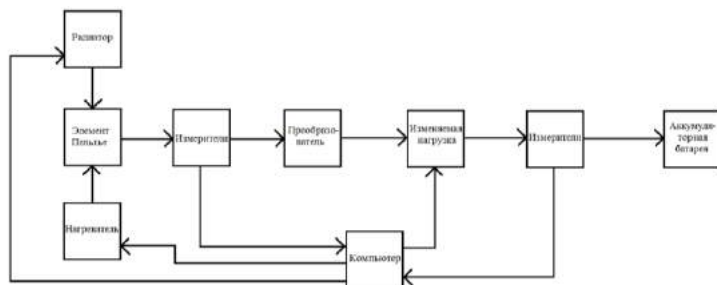 Радиатор
Элемент
Пельтье
Измерители
Преобразо-
ватель
Изменяемая
нагрузка
Измерители
Аккумуля-
торная
батарея
Нагреватель
Компьютер